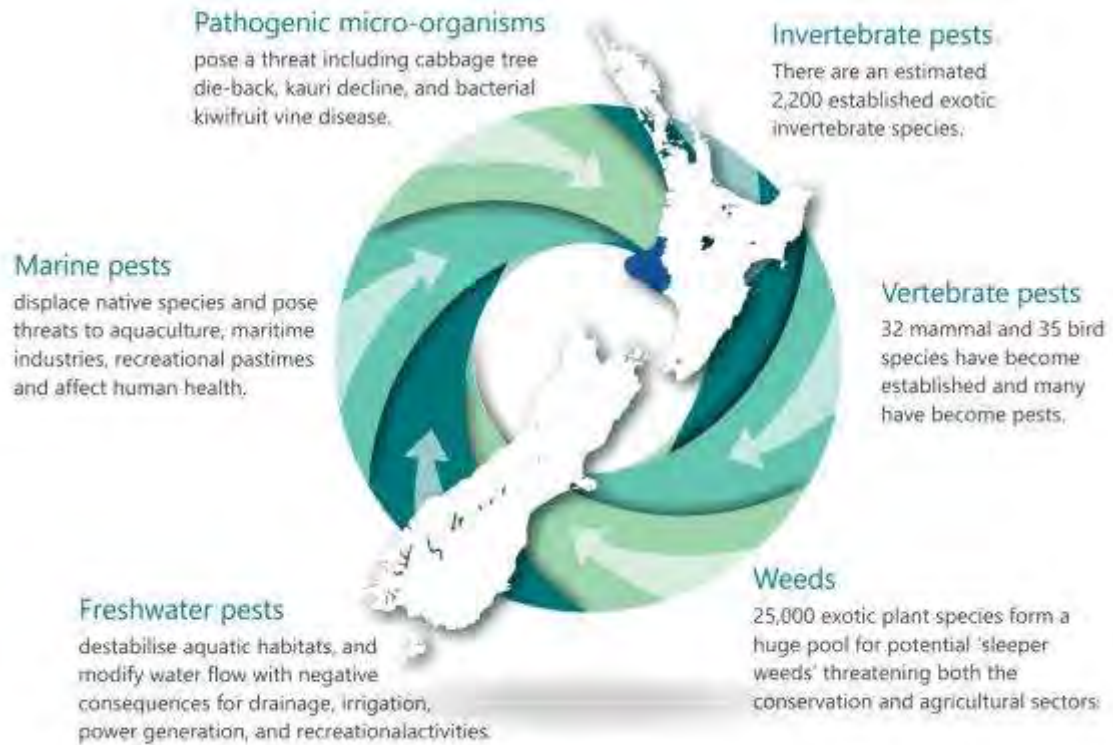 Pathogenic micro-organisms
pose a threat including cabbage tree
die-back, kauri decline, and bacterial
kiwifruit vine disease.
Invertebrate pests
There are an estimated
2,200 established exotic
invertebrate species.
Marine pests
displace native species and pose
threats to aquaculture, maritime
industries, recreational pastimes
and affect human health.
Vertebrate pests
32 mammal and 35 bird
species have become
established and many
have become pests.
Freshwater pests
destabilise aquatic habitats, and
modify water flow with negative
consequences for drainage, irrigation,
power generation, and recreationalactivities.
Weeds
25,000 exotic plant species form a
huge pool for potential 'sleeper
weeds' threatening both the
conservation and agricultural sectors.